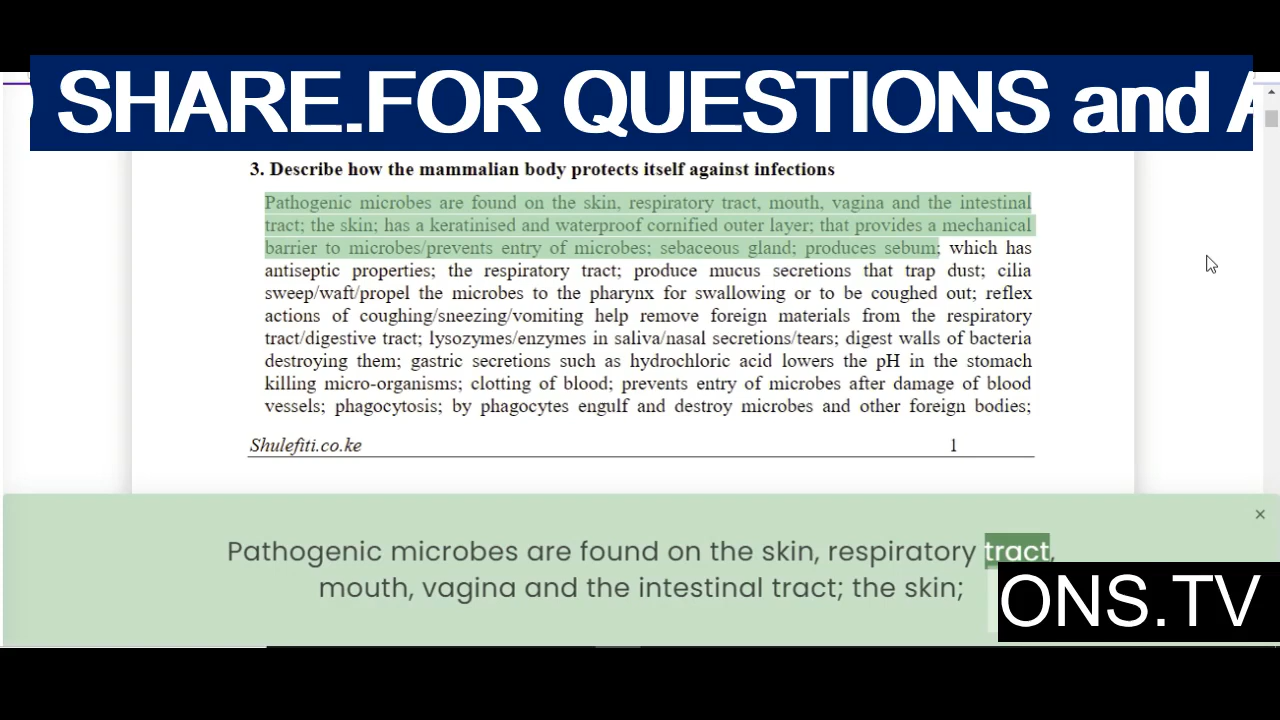 SHARE.FOR QUESTIONS and A
3. Describe how the mammalian body protects itself against infections
Pathogenic microbes are found on the skin, respiratory tract, mouth, vagina and the intestinal
tract; the skin; has a keratinised and waterproof cornified outer layer; that provides a mechanical
barrier to microbes/prevents entry of microbes; sebaceous gland; produces sebum; which has
antiseptic properties; the respiratory tract; produce mucus secretions that trap dust; cilia
sweep/waft/propel the microbes to the pharynx for swallowing or to be coughed out; reflex
actions of coughing/sneezing/vomiting help remove foreign materials from the respiratory
tract/digestive tract; lysozymes/enzymes in saliva/nasal secretions/tears; digest walls of bacteria
destroying them; gastric secretions such as hydrochloric acid lowers the pH in the stomach
killing micro-organisms; clotting of blood; prevents entry of microbes after damage of blood
vessels; phagocytosis; by phagocytes engulf and destroy microbes and other foreign bodies;
Shulefiti.co.ke 1
Pathogenic microbes are found on the skin, respiratory tract,
mouth, vagina and the intestinal tract; the skin;
ONS.TV